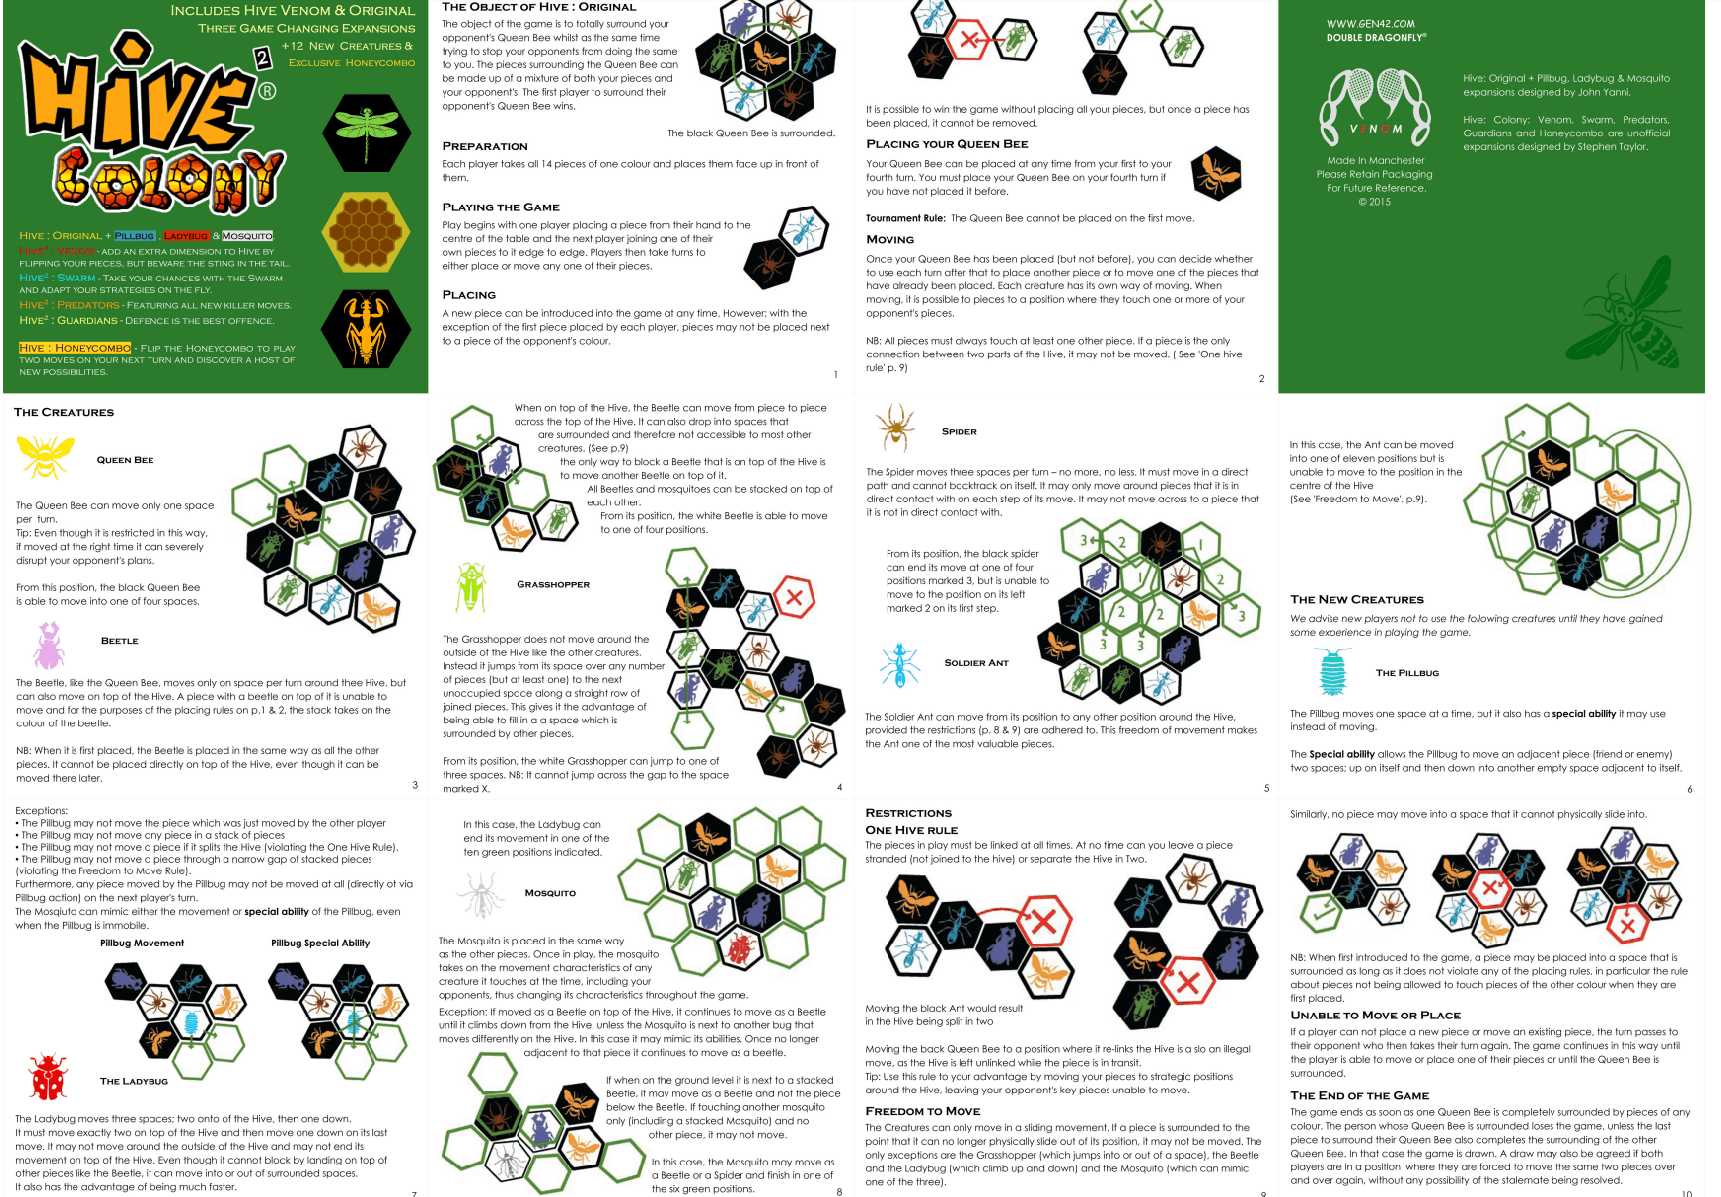 INCLUDES HIVE VENOM & ORIGINAL
THREE GAME CHANGING EXPANSIONS
+12 NEW CREATURES &
EXCLUSIVE HONEYCOMBO
HIVE 2 ®
COLONY
HIVE : ORIGINAL + PILLBUG , LADYBUG & MOSQUITO
HIVE² : VENOM - ADD AN EXTRA DIMENSION TO HIVE BY
FLIPPING YOUR PIECES, BUT BEWARE THE STING IN THE TAIL.
HIVE² : SWARM - TAKE YOUR CHANCES WITH THE SWARM
AND ADAPT YOUR STRATEGIES ON THE FLY.
HIVE² : PREDATORS - FEATURING ALL NEW KILLER MOVES.
HIVE² : GUARDIANS - DEFENCE IS THE BEST OFFENCE.
HIVE : HONEYCOMBO - FLIP THE HONEYCOMBO TO PLAY
TWO MOVES ON YOUR NEXT TURN AND DISCOVER A HOST OF
NEW POSSIBILITIES.
THE OBJECT OF HIVE : ORIGINAL
The object of the game is to totally surround your
opponent's Queen Bee whilst as the same time
trying to stop your opponents from doing the same
to you. The pieces surrounding the Queen Bee can
be made up of a mixture of both your pieces and
your opponent's. The first player to surround their
opponent's Queen Bee wins.
The black Queen Bee is surrounded.
PREPARATION
Each player takes all 14 pieces of one colour and places them face up in front of
them.
PLAYING THE GAME
Play begins with one player placing a piece from their hand to the
centre of the table and the next player joining one of their
own pieces to it edge to edge. Players then take turns to
either place or move any one of their pieces.
PLACING
A new piece can be introduced into the game at any time. However; with the
exception of the first piece placed by each player, pieces may not be placed next
to a piece of the opponent's colour.
1
It is possible to win the game without placing all your pieces, but once a piece has
been placed, it cannot be removed.
PLACING YOUR QUEEN BEE
Your Queen Bee can be placed at any time from your first to your
fourth turn. You must place your Queen Bee on your fourth turn if
you have not placed it before.
Tournament Rule: The Queen Bee cannot be placed on the first move.
MOVING
Once your Queen Bee has been placed (but not before), you can decide whether
to use each turn after that to place another piece or to move one of the pieces that
have already been placed. Each creature has its own way of moving. When
moving, it is possible to pieces to a position where they touch one or more of your
opponent's pieces.
NB: All pieces must always touch at least one other piece. If a piece is the only
connection between two parts of the Hive, it may not be moved. ( See 'One hive
rule' p. 9)
2
WWW.GEN42.COM
DOUBLE DRAGONFLY®
VENOM
Made In Manchester
Please Retain Packaging
For Future Reference.
© 2015
Hive: Original + Pillbug, Ladybug & Mosquito
expansions designed by John Yanni.
Hive: Colony: Venom, Swarm, Predators,
Guardians and Honeycombo are unofficial
expansions designed by Stephen Taylor.
THE CREATURES
QUEEN BEE
The Queen Bee can move only one space
per turn.
Tip: Even though it is restricted in this way,
if moved at the right time it can severely
disrupt your opponent's plans.
From this position, the black Queen Bee
is able to move into one of four spaces.
BEETLE
The Beetle, like the Queen Bee, moves only on space per turn around thee Hive, but
can also move on top of the Hive. A piece with a beetle on top of it is unable to
move and for the purposes of the placing rules on p.1 & 2, the stack takes on the
colour of the beetle.
NB: When it is first placed, the Beetle is placed in the same way as all the other
pieces. It cannot be placed directly on top of the Hive, even though it can be
moved there later.
3
When on top of the Hive, the Beetle can move from piece to piece
across the top of the Hive. It can also drop into spaces that
are surrounded and therefore not accessible to most other
creatures. (See p.9)
the only way to block a Beetle that is on top of the Hive is
to move another Beetle on top of it.
All Beetles and mosquitoes can be stacked on top of
each other.
From its position, the white Beetle is able to move
to one of four positions.
GRASSHOPPER
The Grasshopper does not move around the
outside of the Hive like the other creatures.
Instead it jumps from its space over any number
of pieces (but at least one) to the next
unoccupied space along a straight row of
joined pieces. This gives it the advantage of
being able to fill in a a space which is
surrounded by other pieces.
From its position, the white Grasshopper can jump to one of
three spaces. NB: It cannot jump across the gap to the space
marked X.
4
SPIDER
The Spider moves three spaces per turn – no more, no less. It must move in a direct
path and cannot backtrack on itself. It may only move around pieces that it is in
direct contact with on each step of its move. It may not move across to a piece that
it is not in direct contact with.
From its position, the black spider
can end its move at one of four
positions marked 3, but is unable to
move to the position on its left
marked 2 on its first step.
3 2 1
1 2
2 2 3
3 3
SOLDIER ANT
The Soldier Ant can move from its position to any other position around the Hive,
provided the restrictions (p. 8 & 9) are adhered to. This freedom of movement makes
the Ant one of the most valuable pieces.
5
In this case, the Ant can be moved
into one of eleven positions but is
unable to move to the position in the
centre of the Hive
(See 'Freedom to Move', p.9).
THE NEW CREATURES
We advise new players not to use the folowing creatures until they have gained
some experience in playing the game.
THE PILLBUG
The Pillbug moves one space at a time, but it also has a special ability it may use
instead of moving.
The Special ability allows the Pillbug to move an adjacent piece (friend or enemy)
two spaces; up on itself and then down into another empty space adjacent to itself.
6
Exceptions:
• The Pillbug may not move the piece which was just moved by the other player
• The Pillbug may not move any piece in a stack of pieces
• The Pillbug may not move a piece if it splits the Hive (violating the One Hive Rule).
• The Pillbug may not move a piece through a narrow gap of stacked pieces
(violating the Freedom to Move Rule).
Furthermore, any piece moved by the Pillbug may not be moved at all (directly ot via
Pillbug action) on the next player's turn.
The Mosqiutc can mimic either the movement or special ability of the Pillbug, even
when the Pillbug is immobile.
Pillbug Movement
Pillbug Special Ability
THE LADYBUG
The Ladybug moves three spaces; two onto of the Hive, then one down.
It must move exactly two on top of the Hive and then move one down on its last
move. It may not move around the outside of the Hive and may not end its
movement on top of the Hive. Even though it cannot block by landing on top of
other pieces like the Beetle, it can move into or out of surrounded spaces.
It also has the advantage of being much faster.
7
In this case, the Ladybug can
end its movement in one of the
ten green positions indicated.
MOSQUITO
The Mosquito is placed in the same way
as the other pieces. Once in play, the mosquito
takes on the movement characteristics of any
creature it touches at the time, including your
opponents, thus changing its characteristics throughout the game.
Exception: If moved as a Beetle on top of the Hive, it continues to move as a Beetle
until it climbs down from the Hive unless the Mosquito is next to another bug that
moves differently on the Hive. In this case it may mimic its abilities. Once no longer
adjacent to that piece it continues to move as a beetle.
If when on the ground level it is next to a stacked
Beetle, it may move as a Beetle and not the piece
below the Beetle. If touching another mosquito
only (including a stacked Mosquito) and no
other piece, it may not move.
In this case, the Mosquito may move as
a Beetle or a Spider and finish in one of
the six green positions.
8
RESTRICTIONS
ONE HIVE RULE
The pieces in play must be linked at all times. At no time can you leave a piece
stranded (not joined to the hive) or separate the Hive in Two.
Moving the black Ant would result
in the Hive being split in two
Moving the back Queen Bee to a position where it re-links the Hive is a slo an illegal
move, as the Hive is left unlinked while the piece is in transit.
Tip: Use this rule to your advantage by moving your pieces to strategic positions
around the Hive, leaving your opponent's key pieces unable to move.
FREEDOM TO MOVE
The Creatures can only move in a sliding movement. If a piece is surrounded to the
point that it can no longer physically slide out of its position, it may not be moved. The
only exceptions are the Grasshopper (which jumps into or out of a space), the Beetle
and the Ladybug (which climb up and down) and the Mosquito (which can mimic
one of the three).
9
Similarly, no piece may move into a space that it cannot physically slide into.
NB: When first introduced to the game, a piece may be placed into a space that is
surrounded as long as it does not violate any of the placing rules, in particular the rule
about pieces not being allowed to touch pieces of the other colour when they are
first placed.
UNABLE TO MOVE OR PLACE
If a player can not place a new piece or move an existing piece, the turn passes to
their opponent who then takes their turn again. The game continues in this way until
the player is able to move or place one of their pieces or until the Queen Bee is
surrounded.
THE END OF THE GAME
The game ends as soon as one Queen Bee is completely surrounded by pieces of any
colour. The person whose Queen Bee is surrounded loses the game, unless the last
piece to surround their Queen Bee also completes the surrounding of the other
Queen Bee. In that case the game is drawn. A draw may also be agreed if both
players are in a position where they are forced to move the same two pieces over
and over again, without any possibility of the stalemate being resolved.
10